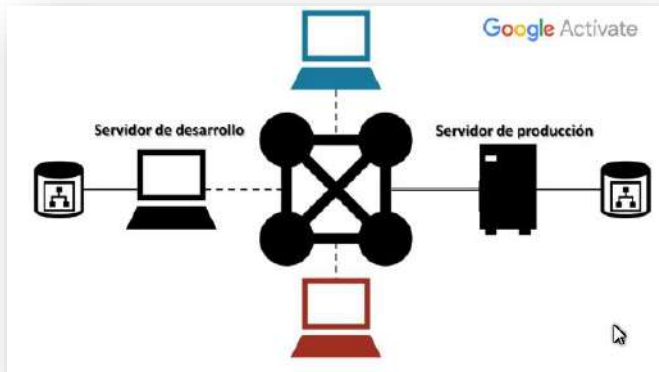 Google Activate
Servidor de desarrollo
Servidor de producción